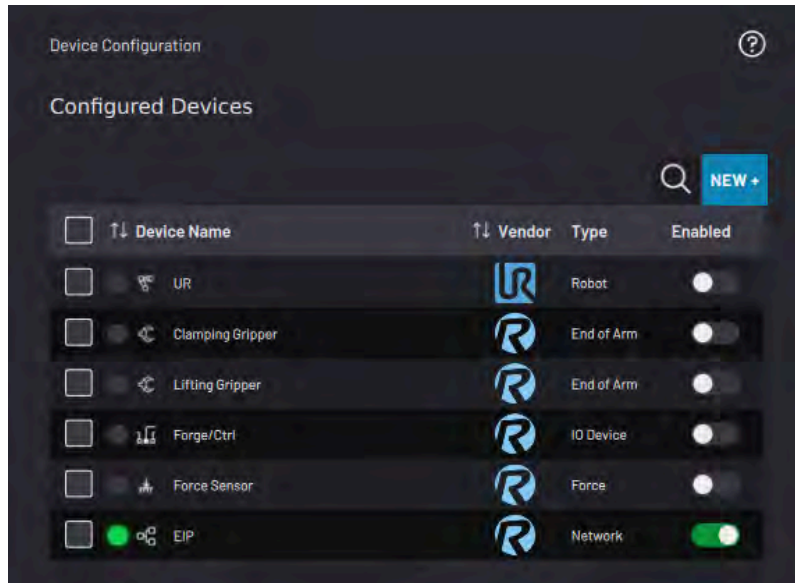 Device Configuration
?
Configured Devices
NEW +
Device Name Vendor Type Enabled
UR UR Robot
Clamping Gripper R End of Arm
Lifting Gripper R End of Arm
Forge/Ctrl R IO Device
Force Sensor R Force
EIP R Network